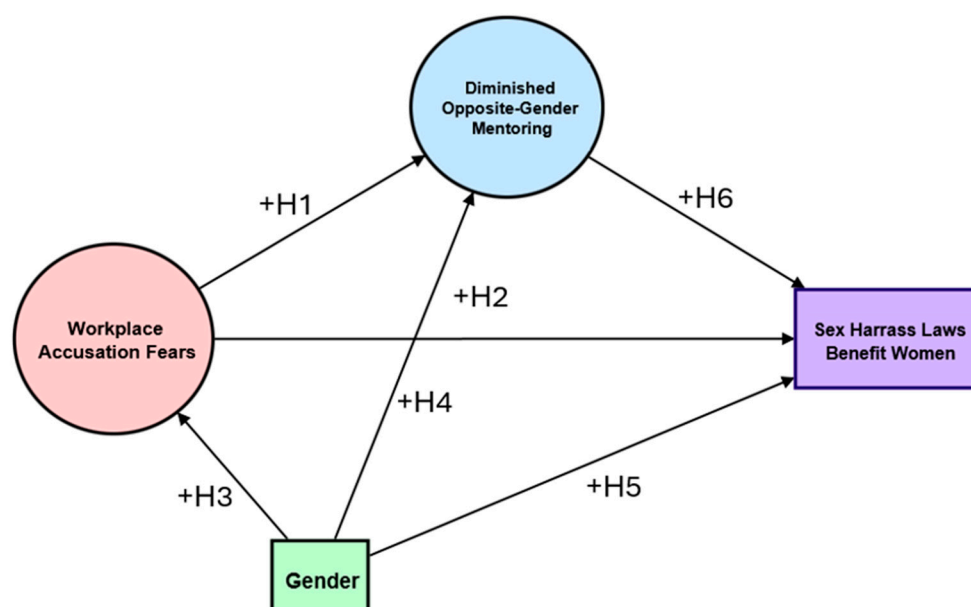 Diminished
Opposite-Gender
Mentoring
+H1
+H6
+H2
Workplace
Accusation Fears
Sex Harrass Laws
Benefit Women
+H4
+H3
+H5
Gender